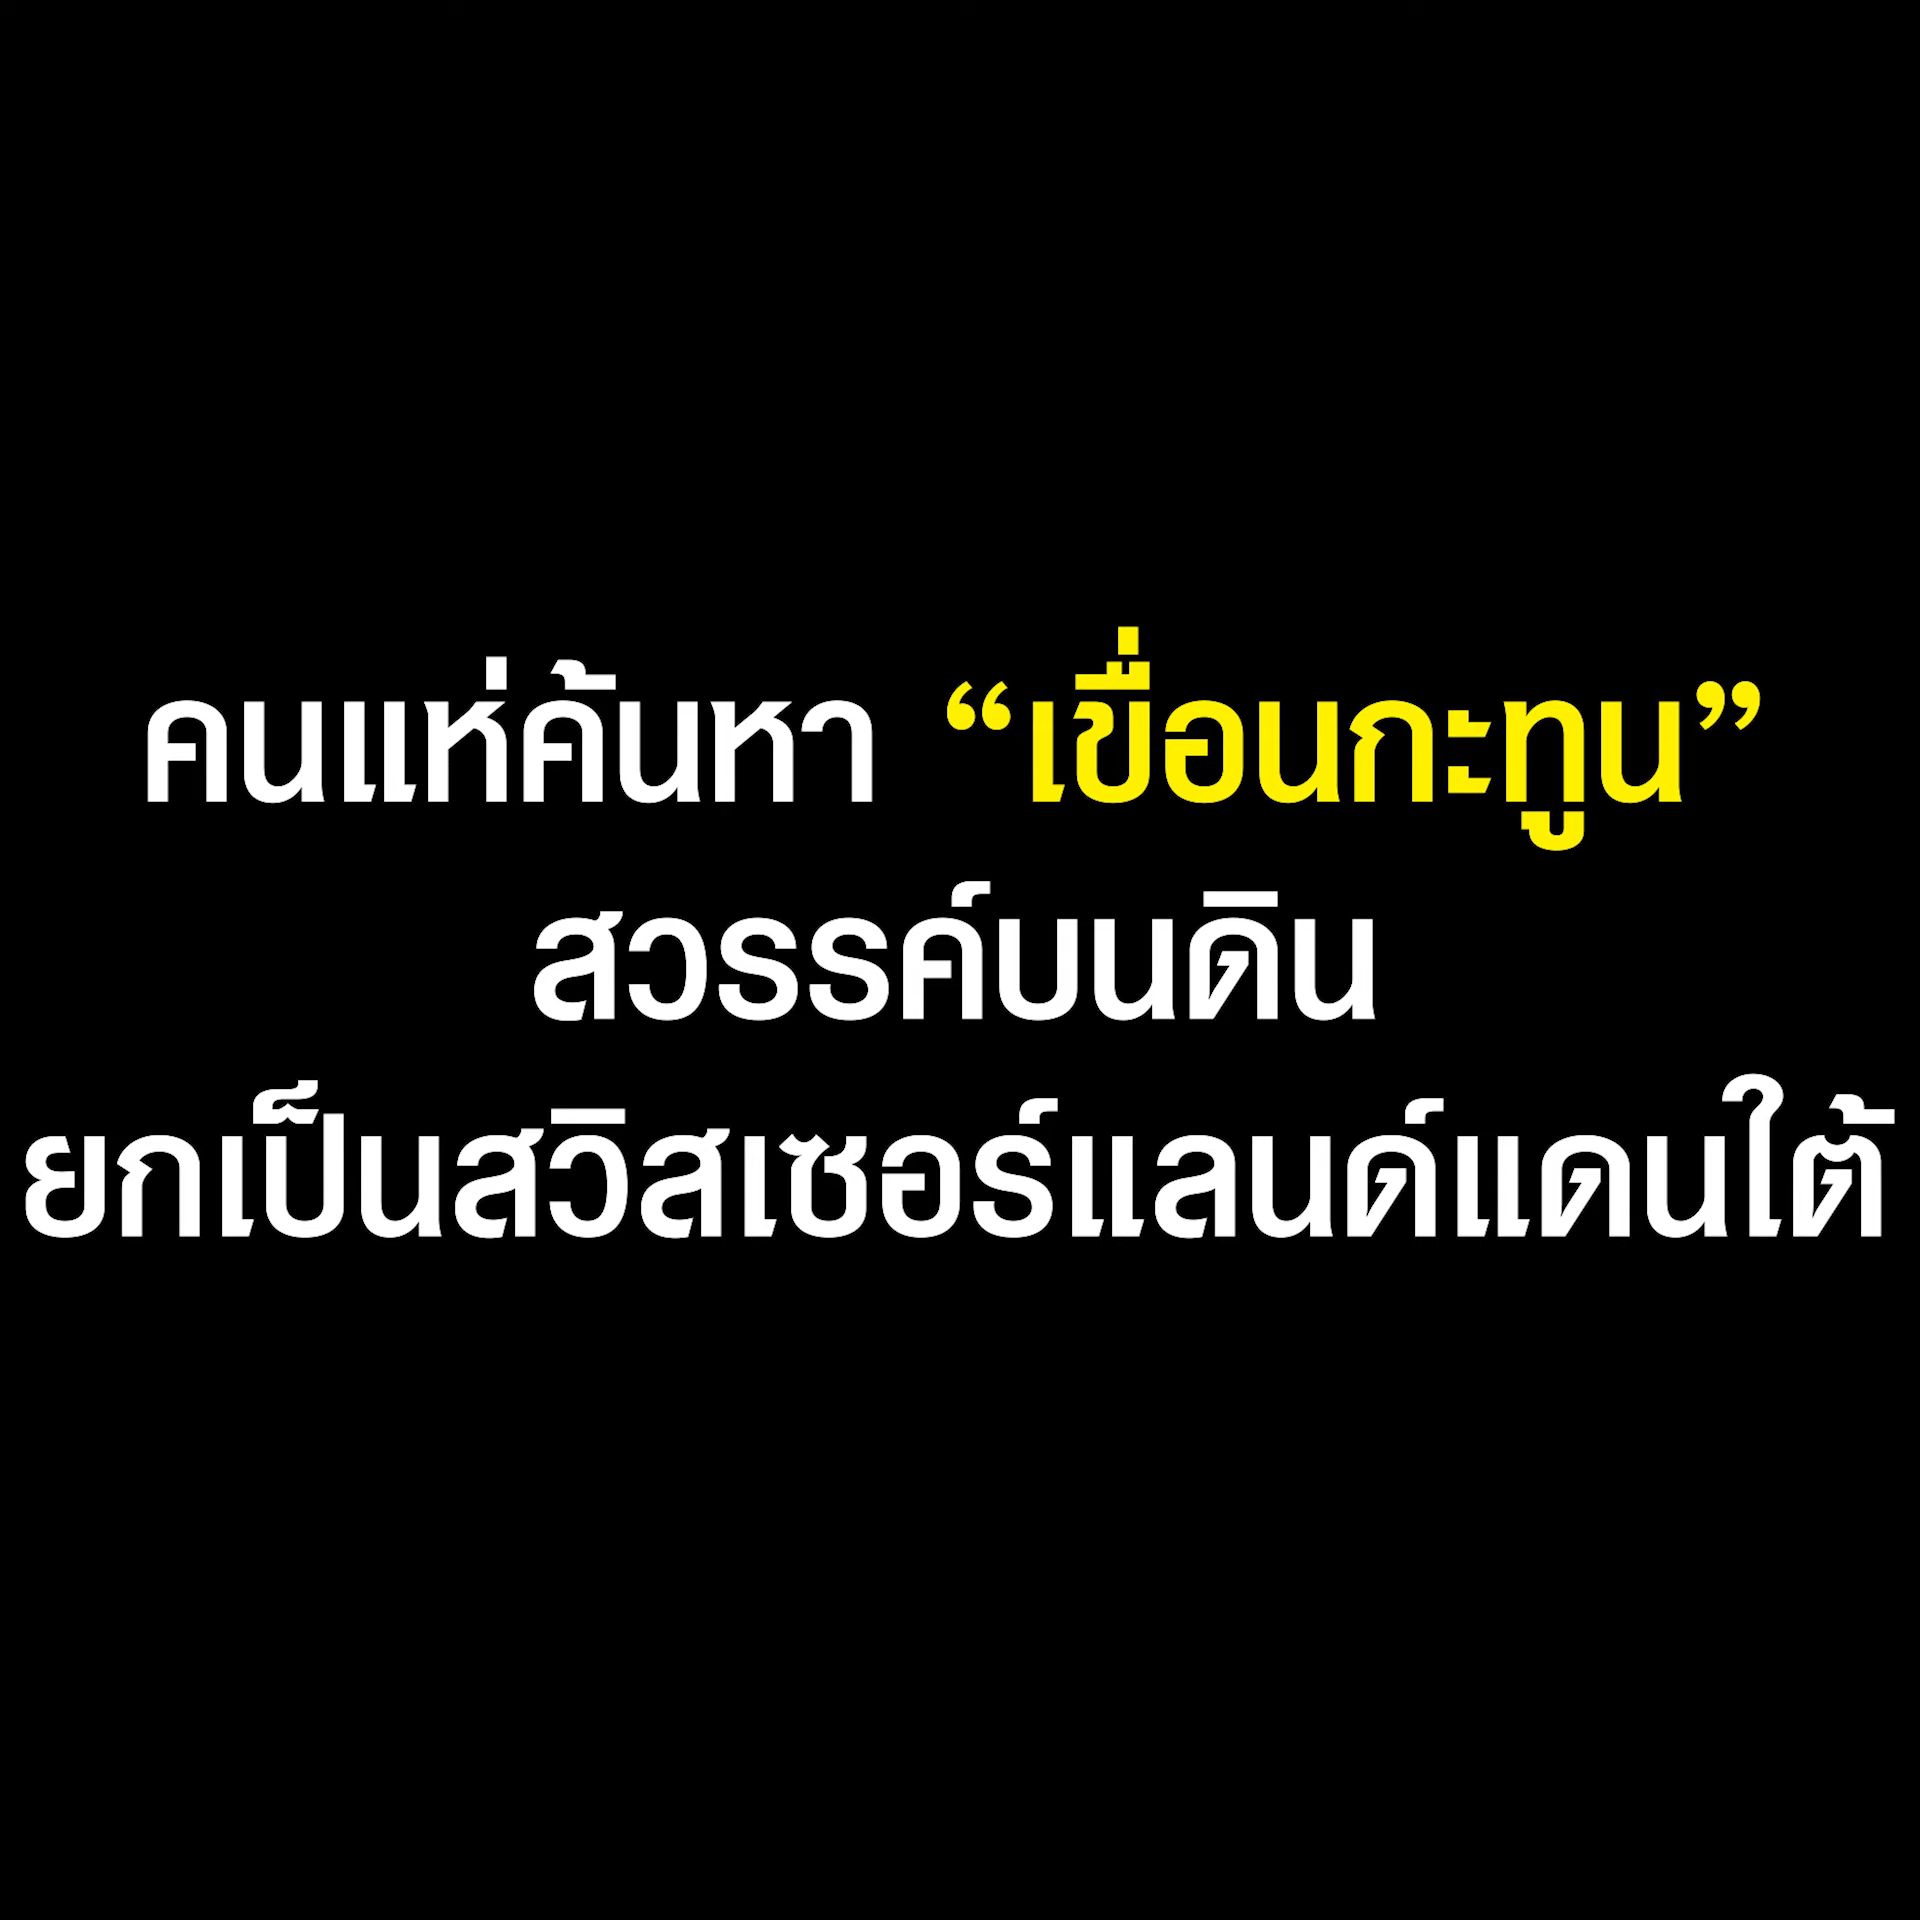 คนแห่ค้นหา “เขื่อนกะทูน”
สวรรค์บนดิน
ยกเป็นสวิสเซอร์แลนด์แดนใต้